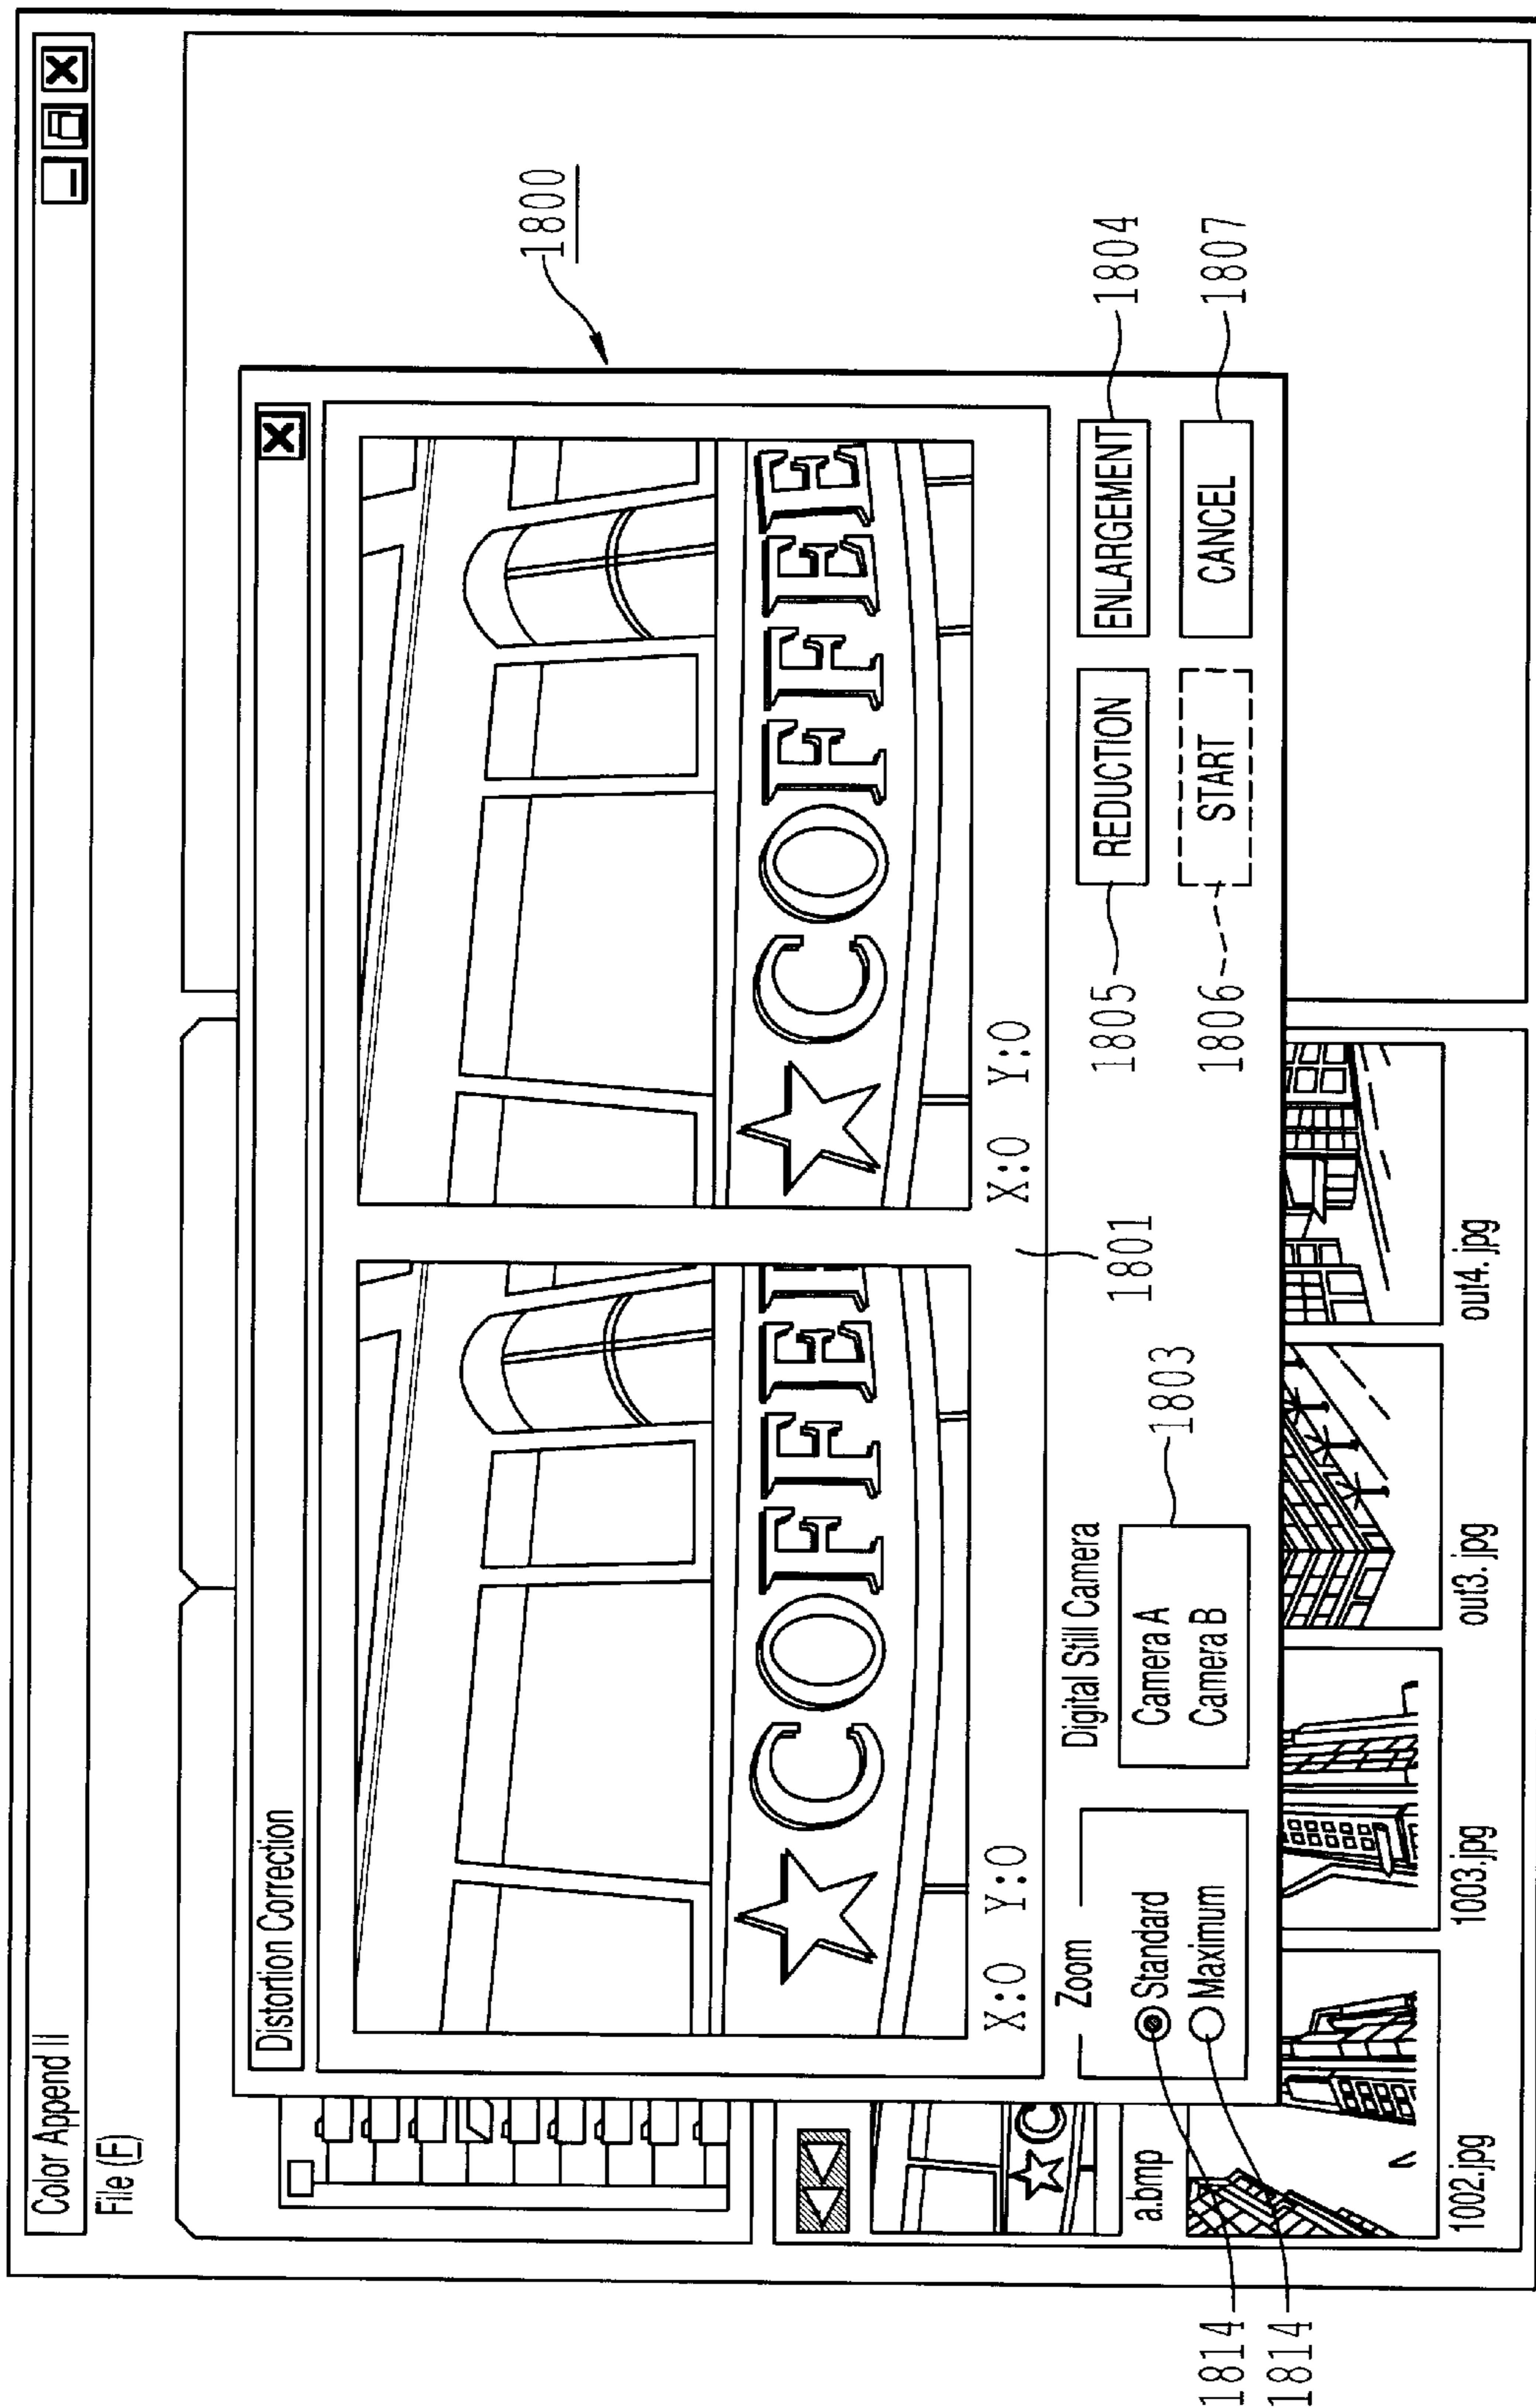 Color Append II
File (F)
Distortion Correction
1800
COFFEE
COFFEE
X:0 Y:0
X:0 Y:0
1801
Zoom
Standard
Maximum
Digital Still Camera
Camera A
Camera B
1803
1805
REDUCTION
ENLARGEMENT
1804
1806
START
CANCEL
1807
a.bmp
1814
1814
1002.jpg
1003.jpg
out3.jpg
out4.jpg